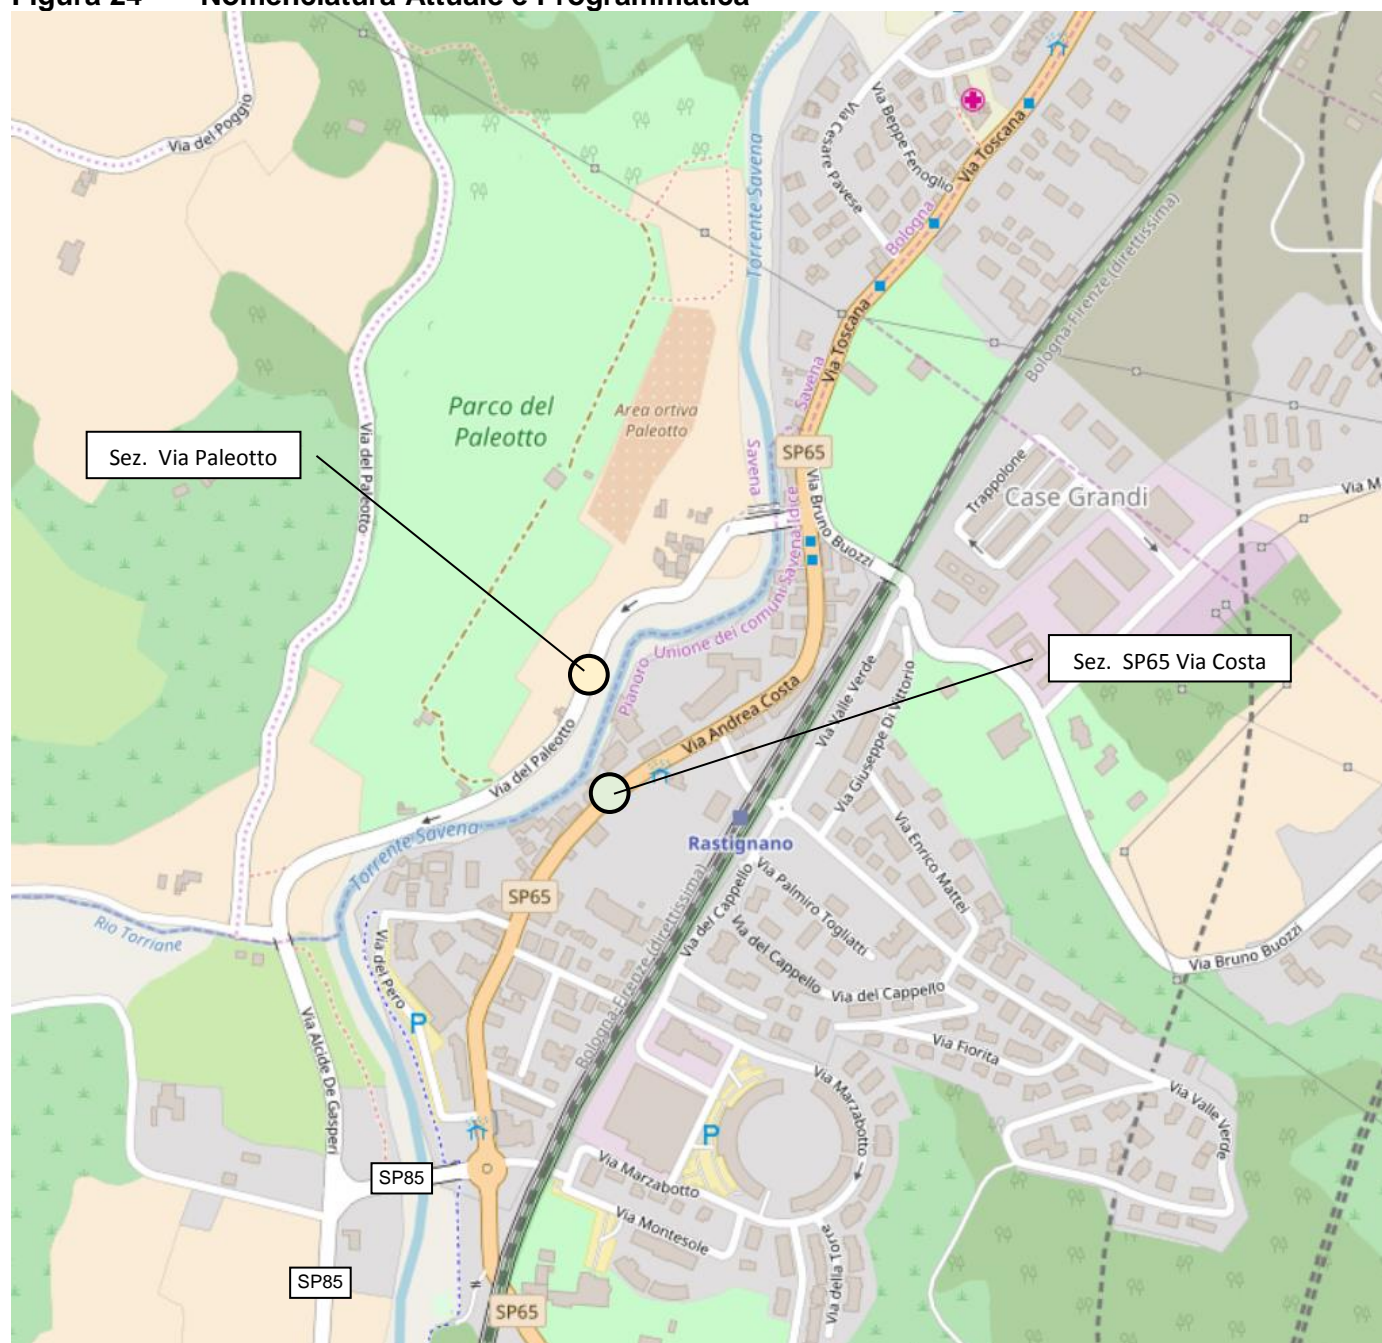 Figura 24 Nomenclatura Attuale e Programmatica
Via del Poggio
Torrente Savena
Via Cesare Pavese
Via Beppe Fenoglio
Via Toscana
Bologna
Bologna-Firenze (direttissima)
Via Toscana
Savena
Parco del
Paleotto
Area ortiva
Paleotto
Via del Paleotto
Sez. Via Paleotto
SP65
Savena
Via Bruno Buozzi
Trappolone
Case Grandi
Via M
Unione dei comuni Savena-Idice
Pianoro
Sez. SP65 Via Costa
Via Andrea Costa
Via Valle Verde
Via Giuseppe Di Vittorio
Via del Paleotto
Torrente Savena
Rastignano
Via Enrico Mattei
Via Palmiro Togliatti
SP65
Via del Cappello
Via del Cappello
Via del Cappello
Rio Torriane
Via del Pero
Via Bruno Buozzi
P
Bologna-Firenze (direttissima)
Via Alcide De Gasperi
Via Fiorita
Via Marzabotto
Via Valle Verde
P
SP85
Via Marzabotto
Via Montesole
Via della Torre
SP85
SP65